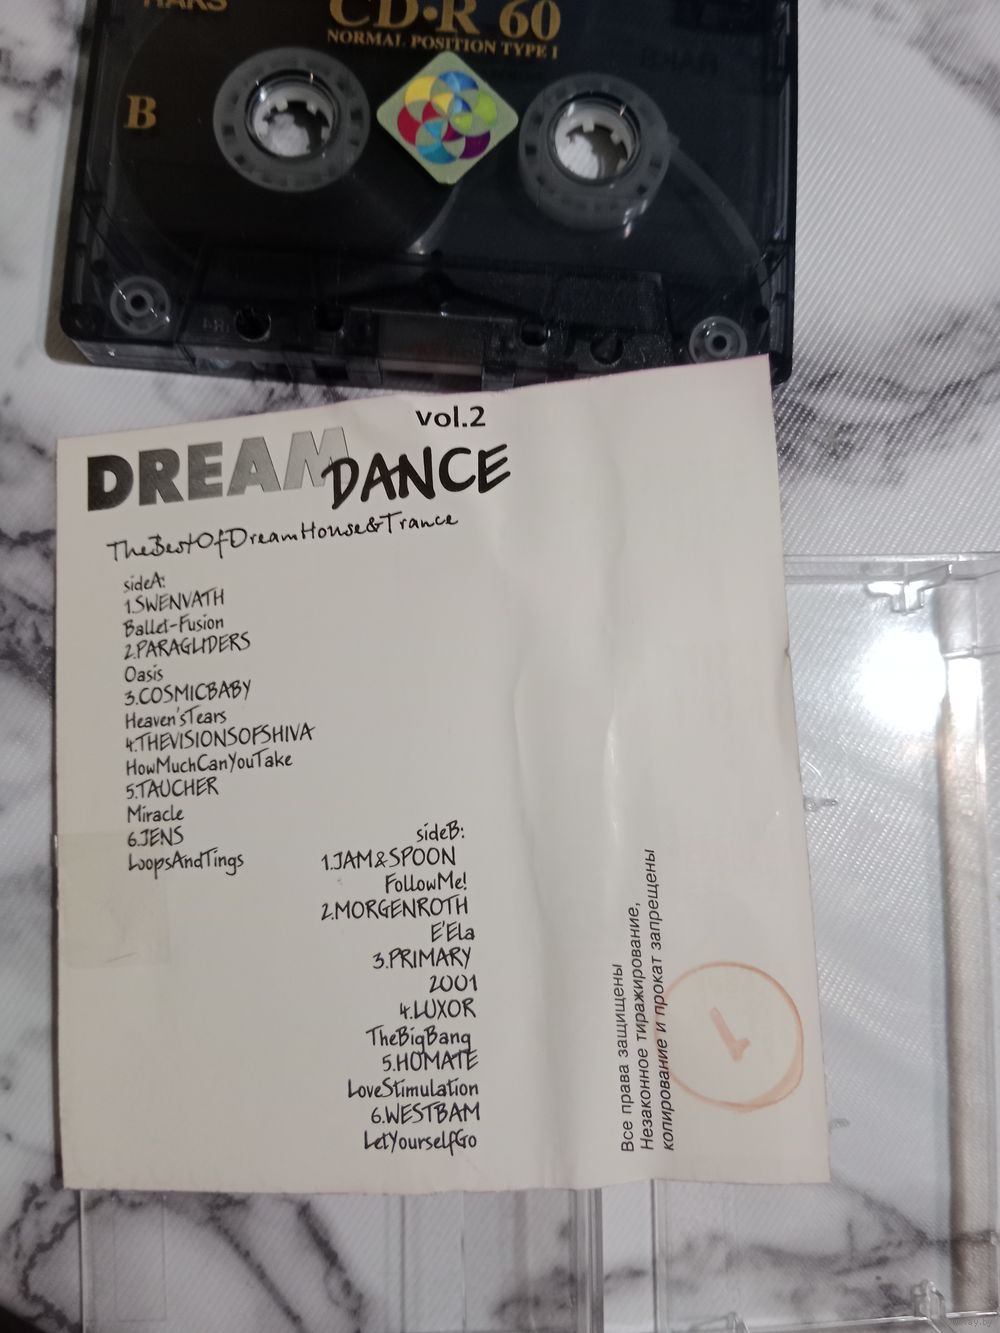 CD•R 60
NORMAL POSITION TYPE I
B
vol.2
DREAM DANCE
TheBestOfDreamHouse&Trance
sideA:
1.SWENVATH
Ballet-Fusion
2.PARAGLIDERS
Oasis
3.COSMICBABY
Heaven'sTears
4.THEVISIONSOFSHIVA
HowMuchCanYouTake
5.TAUCHER
Miracle
6.JENS
LoopsAndTings
sideB:
1.JAM&SPOON
FollowMe!
2.MORGENROTH
E'Ela
3.PRIMARY
2001
4.LUXOR
TheBigBang
5.HOMATE
LoveStimulation
6.WESTBAM
LetYourselfGo
Все права защищены
Незаконное тиражирование,
копирование и прокат запрещены
1